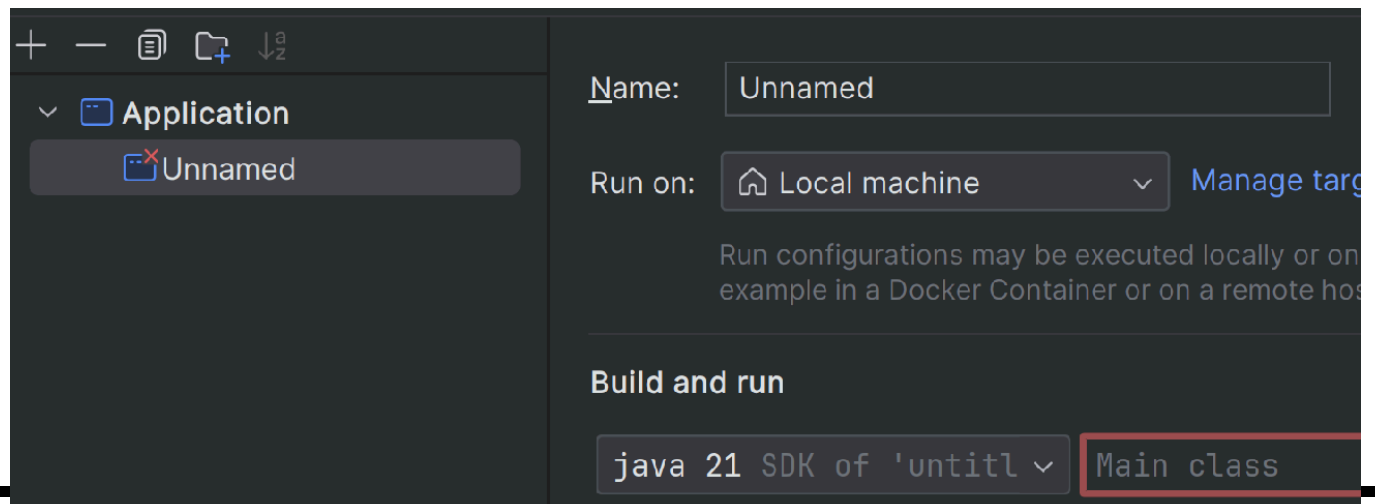 Application
Unnamed
Name: Unnamed
Run on: Local machine Manage
Run configurations may be executed locally or on
example in a Docker Container or on a remote
Build and run
java 21 SDK of 'untitl Main class